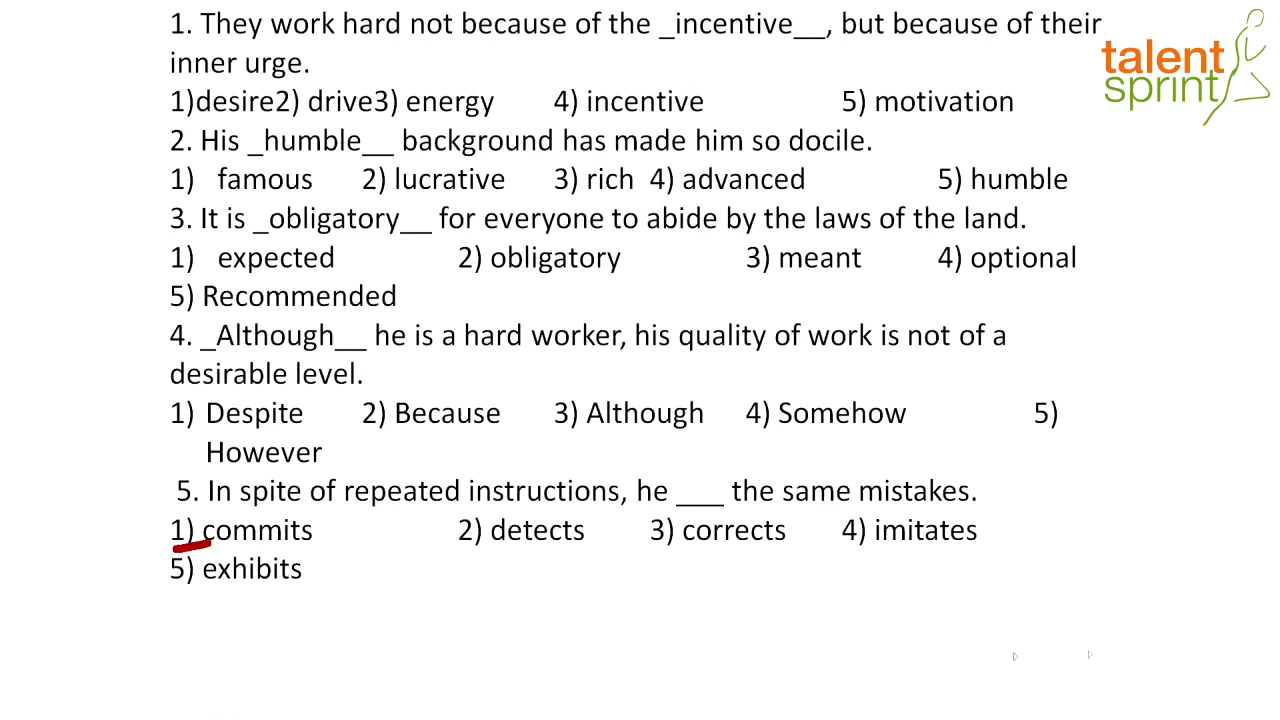 1. They work hard not because of the _incentive__, but because of their
inner urge.
1)desire2) drive3) energy 4) incentive 5) motivation
2. His _humble__ background has made him so docile.
1) famous 2) lucrative 3) rich 4) advanced 5) humble
3. It is _obligatory__ for everyone to abide by the laws of the land.
1) expected 2) obligatory 3) meant 4) optional
5) Recommended
4. _Although__ he is a hard worker, his quality of work is not of a
desirable level.
1) Despite 2) Because 3) Although 4) Somehow 5)
However
5. In spite of repeated instructions, he ___ the same mistakes.
1) commits 2) detects 3) corrects 4) imitates
5) exhibits
talent
sprint